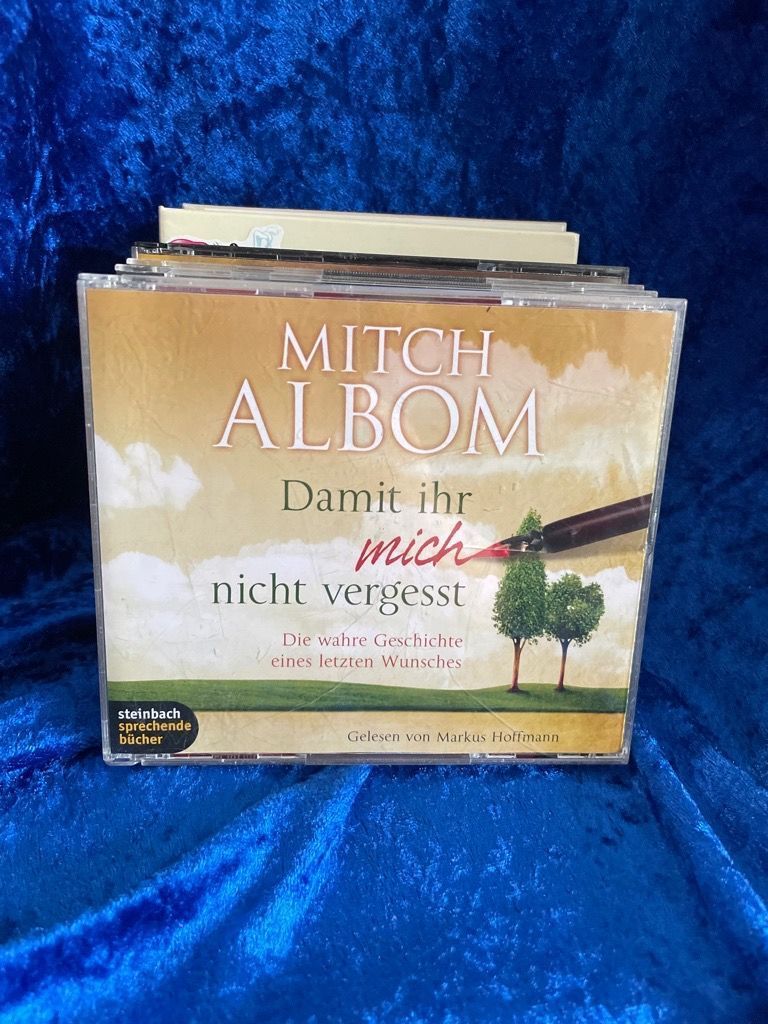 MITCH
ALBOM
Damit ihr
mich
nicht vergesst
Die wahre Geschichte
eines letzten Wunsches
steinbach
sprechende
bücher
Gelesen von Markus Hoffmann